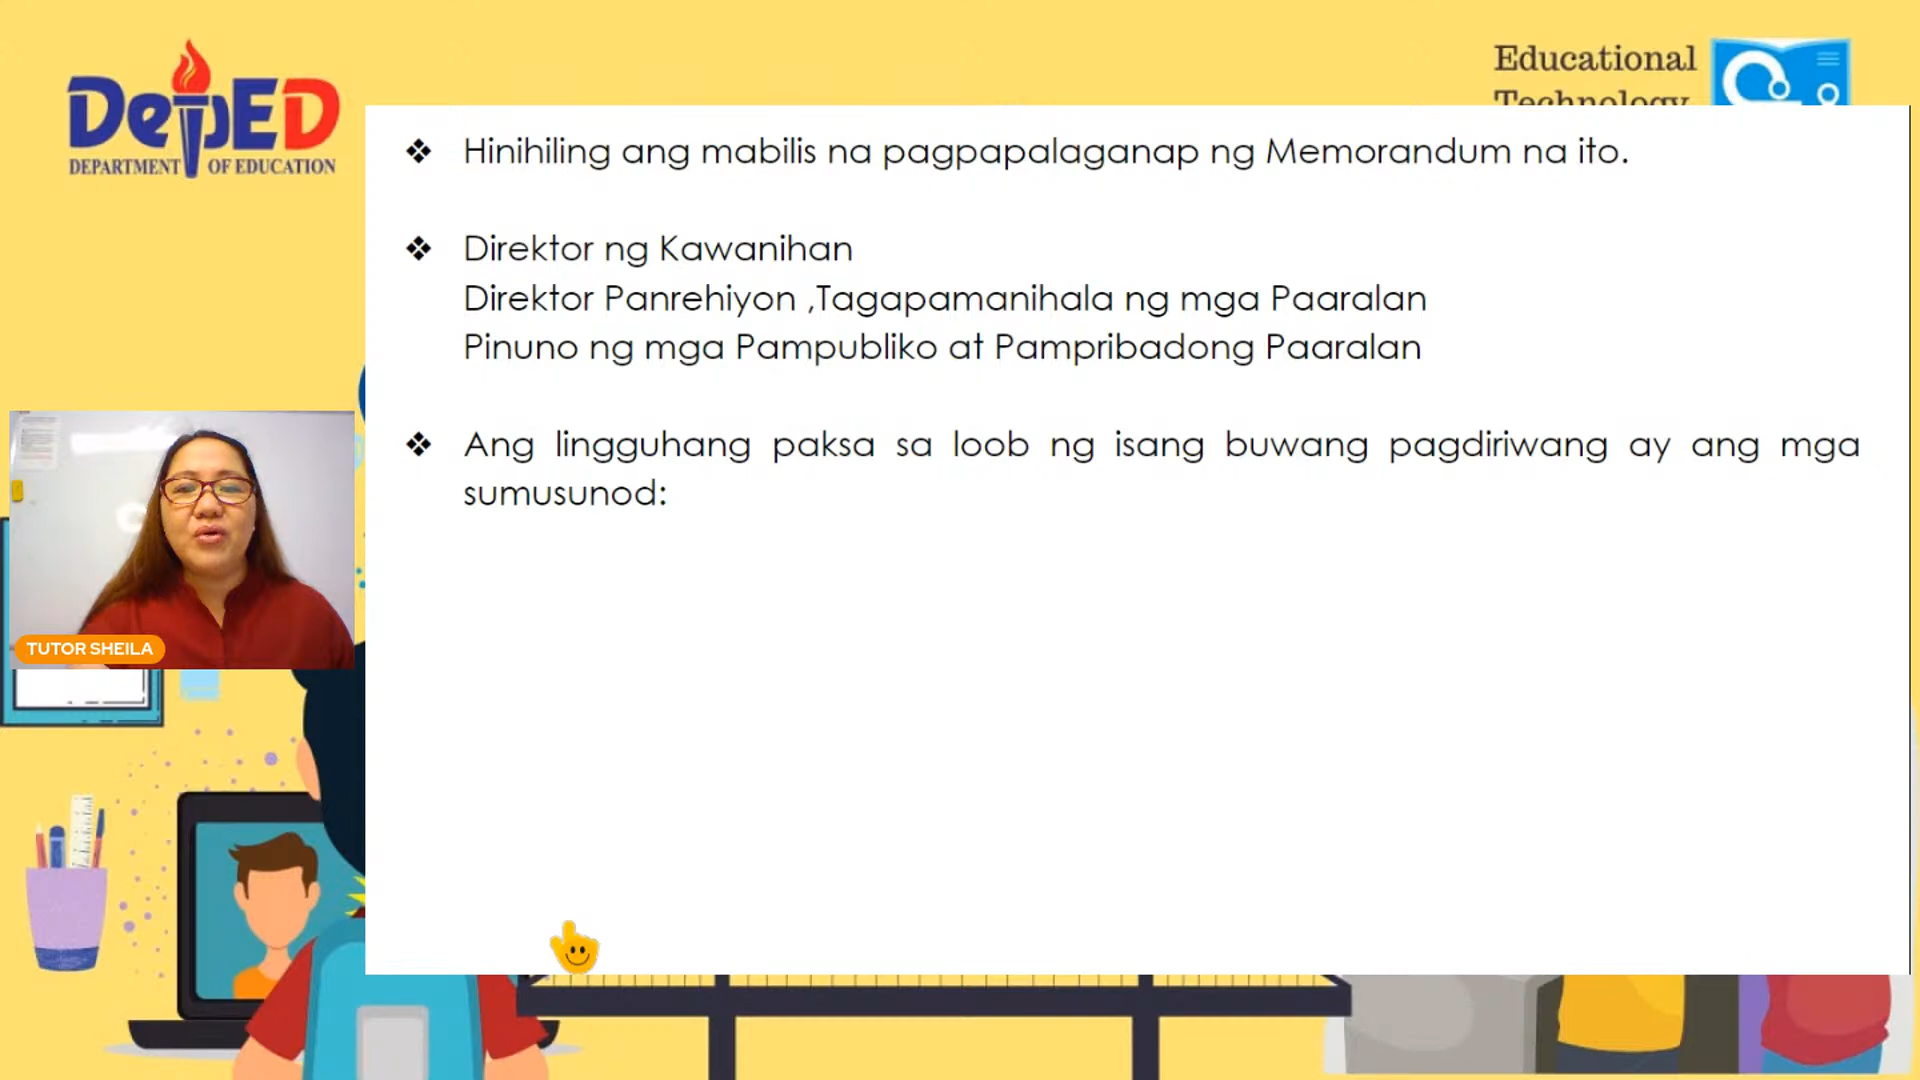 DepED
DEPARTMENT OF EDUCATION
Educational
Technology
❖ Hinihiling ang mabilis na pagpapalaganap ng Memorandum na ito.
❖ Direktor ng Kawanihan
Direktor Panrehiyon ,Tagapamanihala ng mga Paaralan
Pinuno ng mga Pampubliko at Pampribadong Paaralan
❖ Ang lingguhang paksa sa loob ng isang buwang pagdiriwang ay ang mga
sumusunod:
TUTOR SHEILA